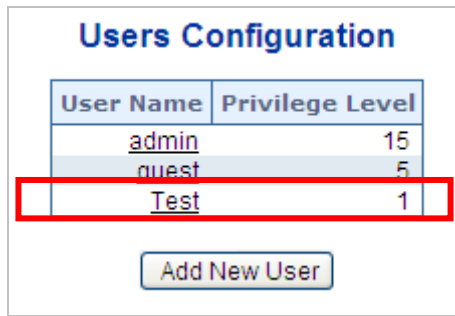 Users Configuration
User Name Privilege Level
admin 15
guest 5
Test 1
Add New User